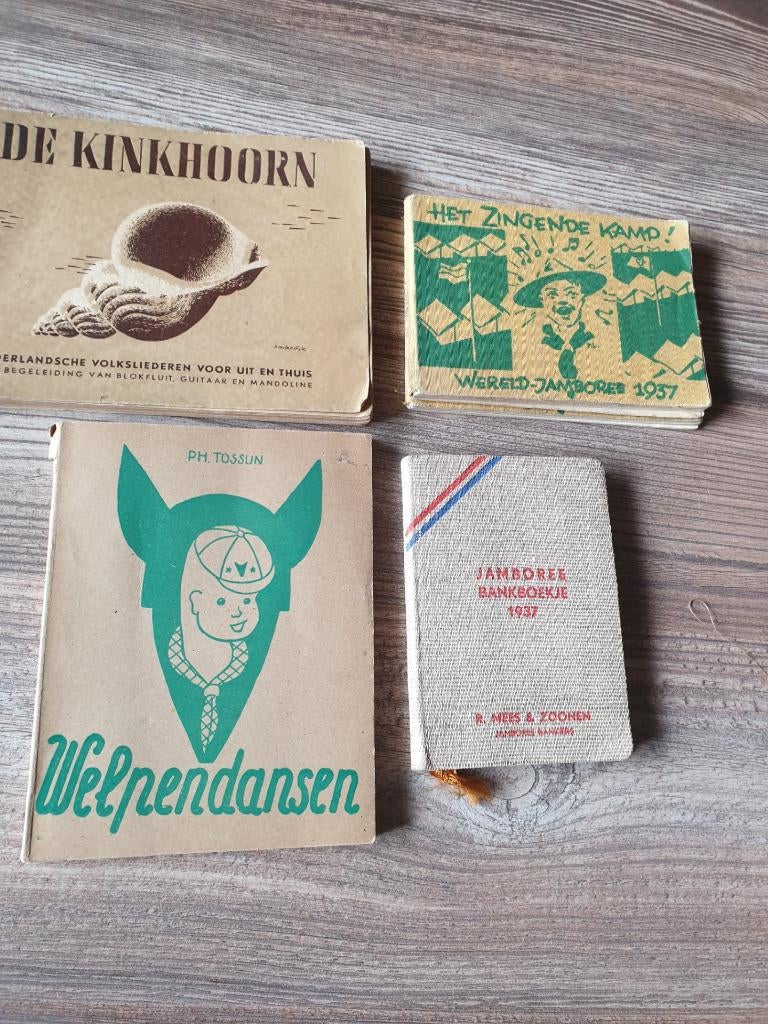 DE KINKHOORN
ERLANDSCHE VOLKSLIEDEREN VOOR UIT EN THUIS
BEGELEIDING VAN BLOKFLUIT, GUITAAR EN MANDOLINE
HET ZINGENDE KAMP!
WERELD-JAMBOREE 1937
PH. TOSSUN
Welpendansen
JAMBOREE
BANKBOEKJE
1937
R. MEES & ZOONEN
JAMBOREE BANKERS